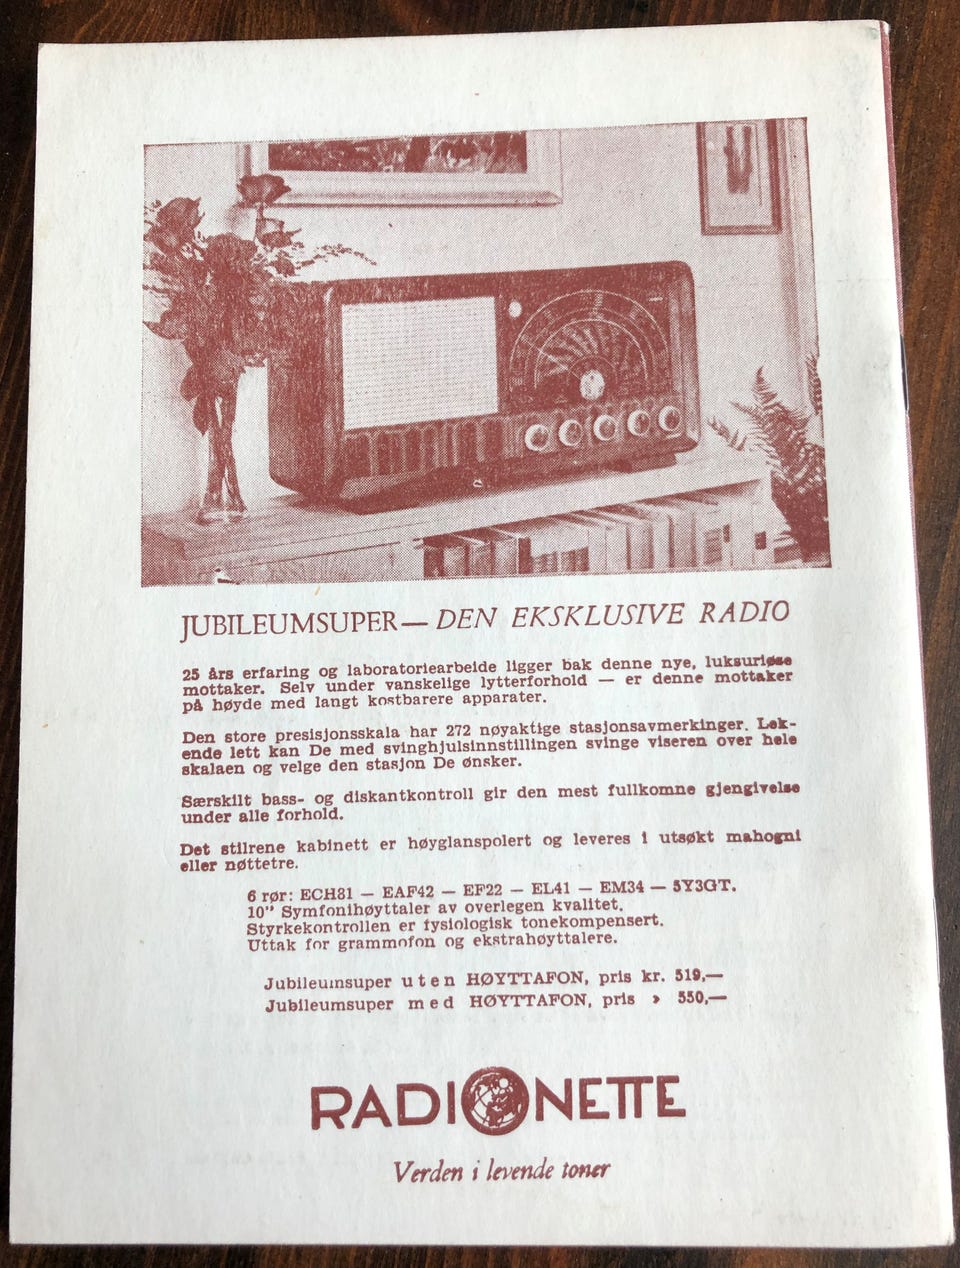 JUBILEUMSUPER — DEN EKSKLUSIVE RADIO
25 års erfaring og laboratoriearbeide ligger bak denne nye, luksuriøse
mottaker. Selv under vanskelige lytterforhold — er denne mottaker
på høyde med langt kostbarere apparater.
Den store presisjonsskala har 272 nøyaktige stasjonsavmerkinger. Lek-
ende lett kan De med svinghjulsinnstillingen svinge viseren over hele
skalaen og velge den stasjon De ønsker.
Særskilt bass- og diskantkontroll gir den mest fullkomne gjengivelse
under alle forhold.
Det stilrene kabinett er høyglanspolert og leveres i utsøkt mahogni
eller nøttetre.
6 rør: ECH81 — EAF42 — EF22 — EL41 — EM34 — 5Y3GT.
10" Symfonihøyttaler av overlegen kvalitet.
Styrkekontrollen er fysiologisk tonekompensert.
Uttak for grammofon og ekstrahøyttalere.
Jubileumsuper uten HØYTTAFON, pris kr. 519,—
Jubileumsuper med HØYTTAFON, pris » 550,—
RADIONETTE
Verden i levende toner